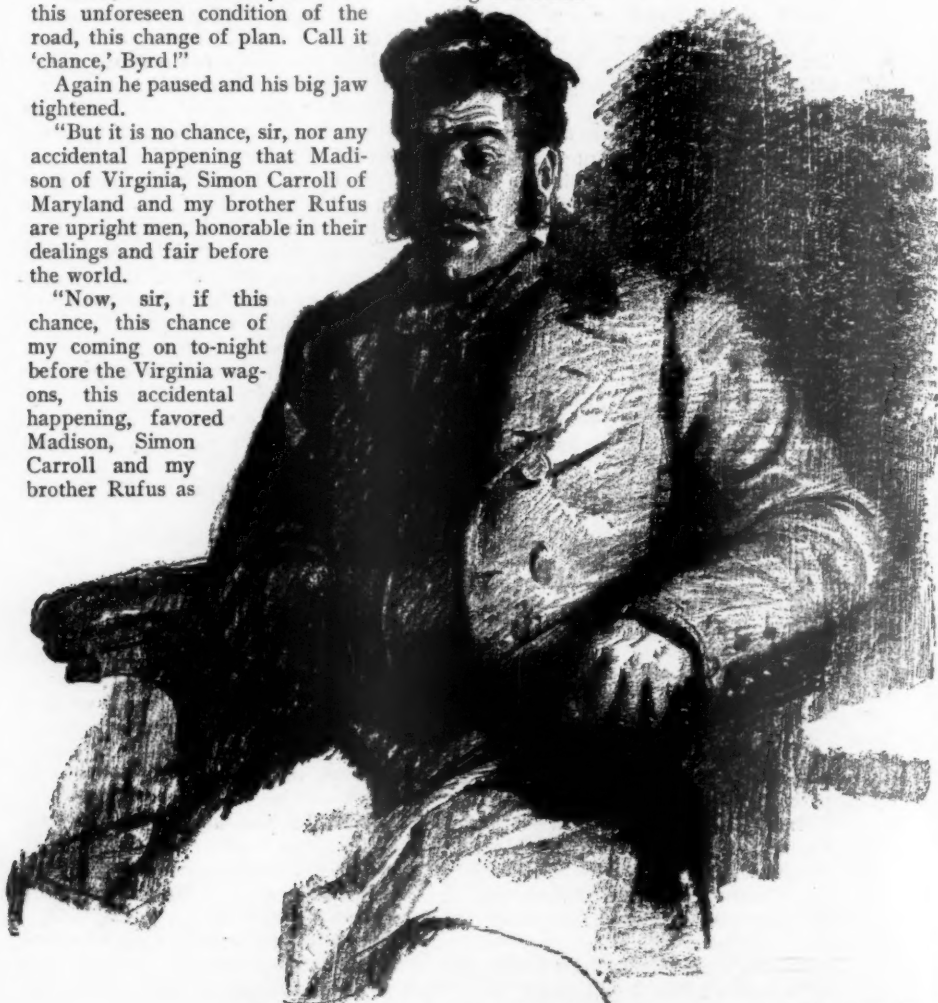 this unforeseen condition of the
road, this change of plan. Call it
'chance,' Byrd!"
Again he paused and his big jaw
tightened.
"But it is no chance, sir, nor any
accidental happening that Madi-
son of Virginia, Simon Carroll of
Maryland and my brother Rufus
are upright men, honorable in their
dealings and fair before
the world.
"Now, sir, if this
chance, this chance of
my coming on to-night
before the Virginia wag-
ons, this accidental
happening, favored
Madison, Simon
Carroll and my
brother Rufus as